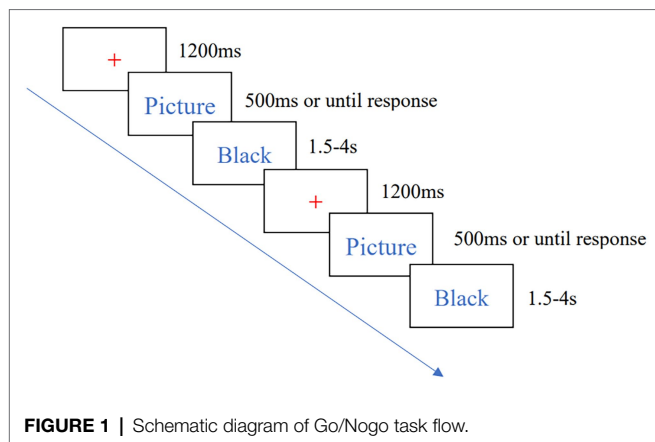 +
1200ms
Picture
500ms or until response
Black
1.5-4s
+
1200ms
Picture
500ms or until response
Black
1.5-4s
FIGURE 1 | Schematic diagram of Go/Nogo task flow.